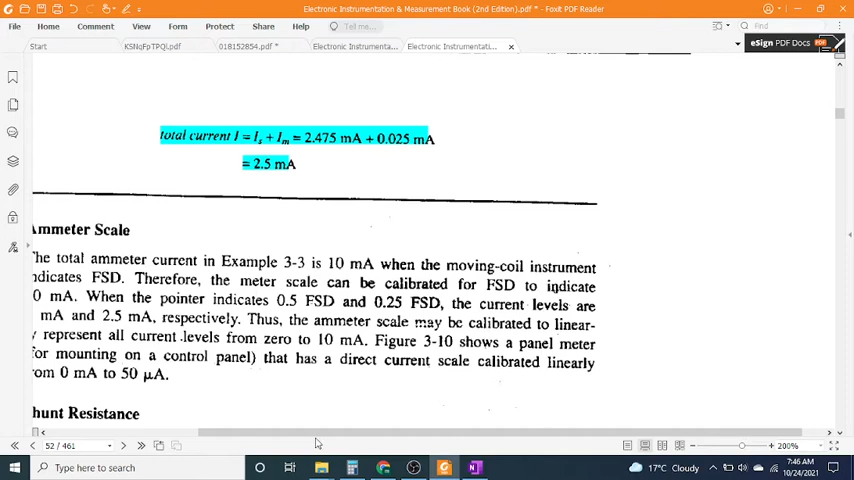 Electronic Instrumentation & Measurement Book (2nd Edition).pdf * - Foxit PDF Reader
File Home Comment View Form Protect Share Help Tell me... Find
Start KSNqFpTPQl.pdf 018152854.pdf * Electronic Instrumenta... Electronic Instrumentati... eSign PDF Docs
total current I = Is + Im = 2.475 mA + 0.025 mA
= 2.5 mA
Ammeter Scale
The total ammeter current in Example 3-3 is 10 mA when the moving-coil instrument
ndicates FSD. Therefore, the meter scale can be calibrated for FSD to indicate
0 mA. When the pointer indicates 0.5 FSD and 0.25 FSD, the current levels are
mA and 2.5 mA, respectively. Thus, the ammeter scale may be calibrated to linear-
y represent all current levels from zero to 10 mA. Figure 3-10 shows a panel meter
for mounting on a control panel) that has a direct current scale calibrated linearly
rom 0 mA to 50 μA.
hunt Resistance
52 / 461 200%
Type here to search 17°C Cloudy 7:46 AM
10/24/2021